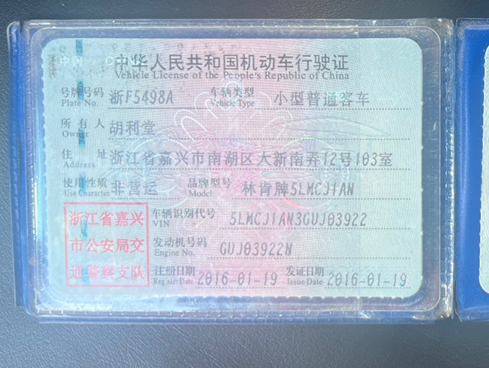 中华人民共和国机动车行驶证
Vehicle License of the People's Republic of China
号牌号码 浙F5498A 车辆类型 小型普通客车
Plate No. Vehicle Type
所有人 胡利堂
Owner
住址 浙江省嘉兴市南湖区大新南弄12号103室
Address
使用性质 非营运 品牌型号 林肯牌5LMCJ1AN
Use Character Model
浙江省嘉兴
市公安局交
通警察支队
车辆识别代号 5LMCJ1AN3GUJ03922
VIN
发动机号码 GUJ03922N
Engine No.
注册日期 2016-01-19 发证日期 2016-01-19
Register Date Issue Date